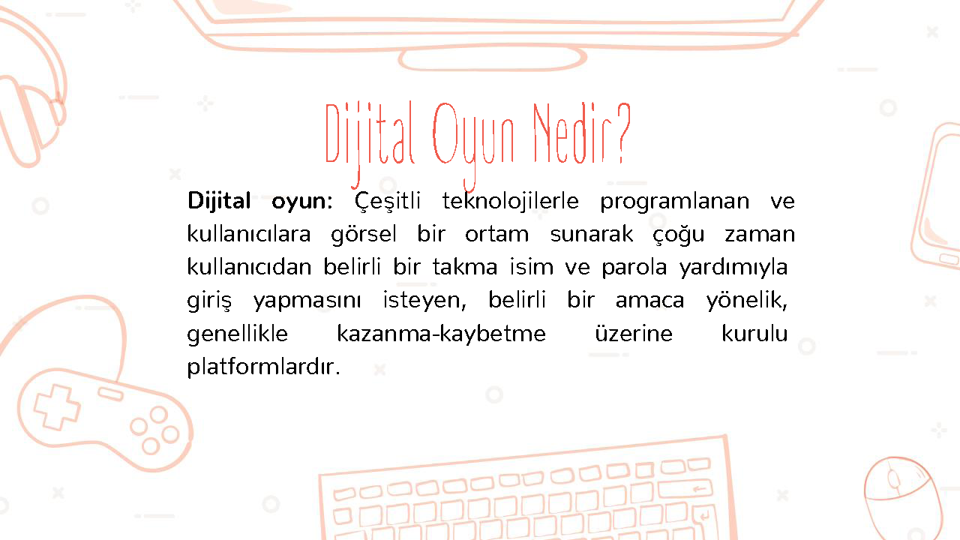 Dijital Oyun Nedir?
Dijital oyun: Çeşitli teknolojilerle programlanan ve
kullanıcılara görsel bir ortam sunarak çoğu zaman
kullanıcıdan belirli bir takma isim ve parola yardımıyla
giriş yapmasını isteyen, belirli bir amaca yönelik,
genellikle kazanma-kaybetme üzerine kurulu
platformlardır.